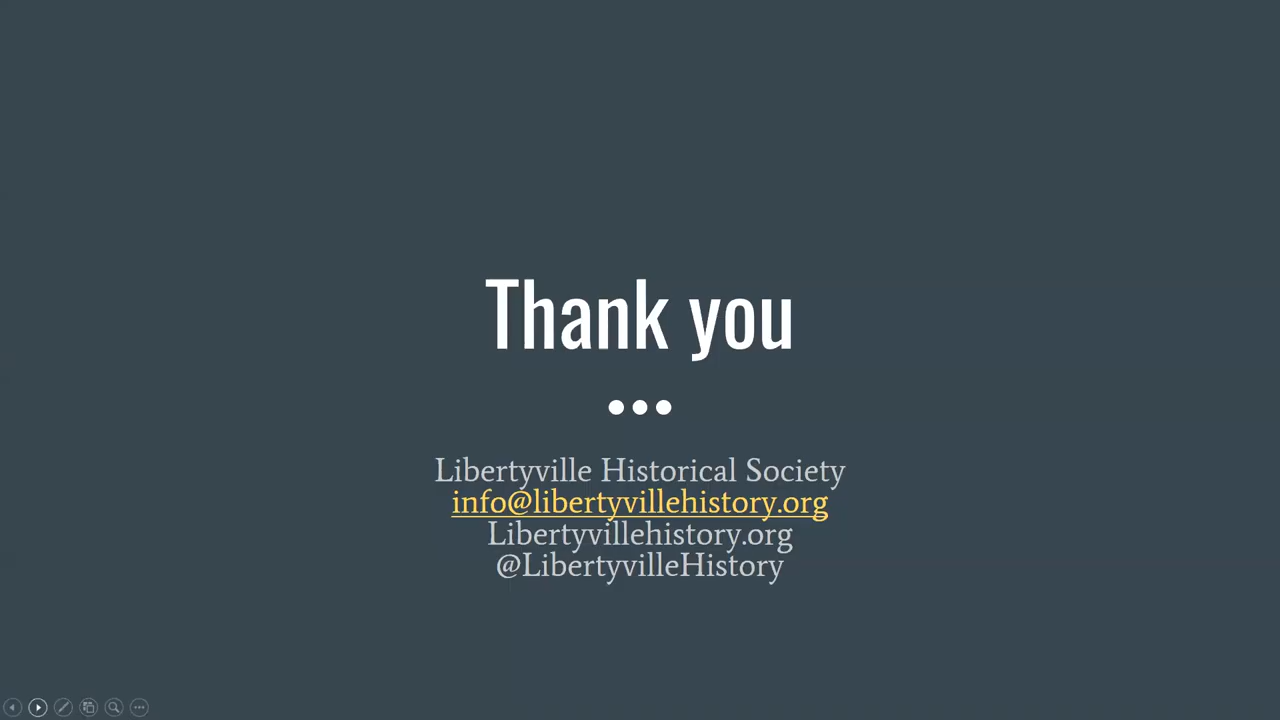 Thank you
Libertyville Historical Society
info@libertyvillehistory.org
Libertyvillehistory.org
@LibertyvilleHistory